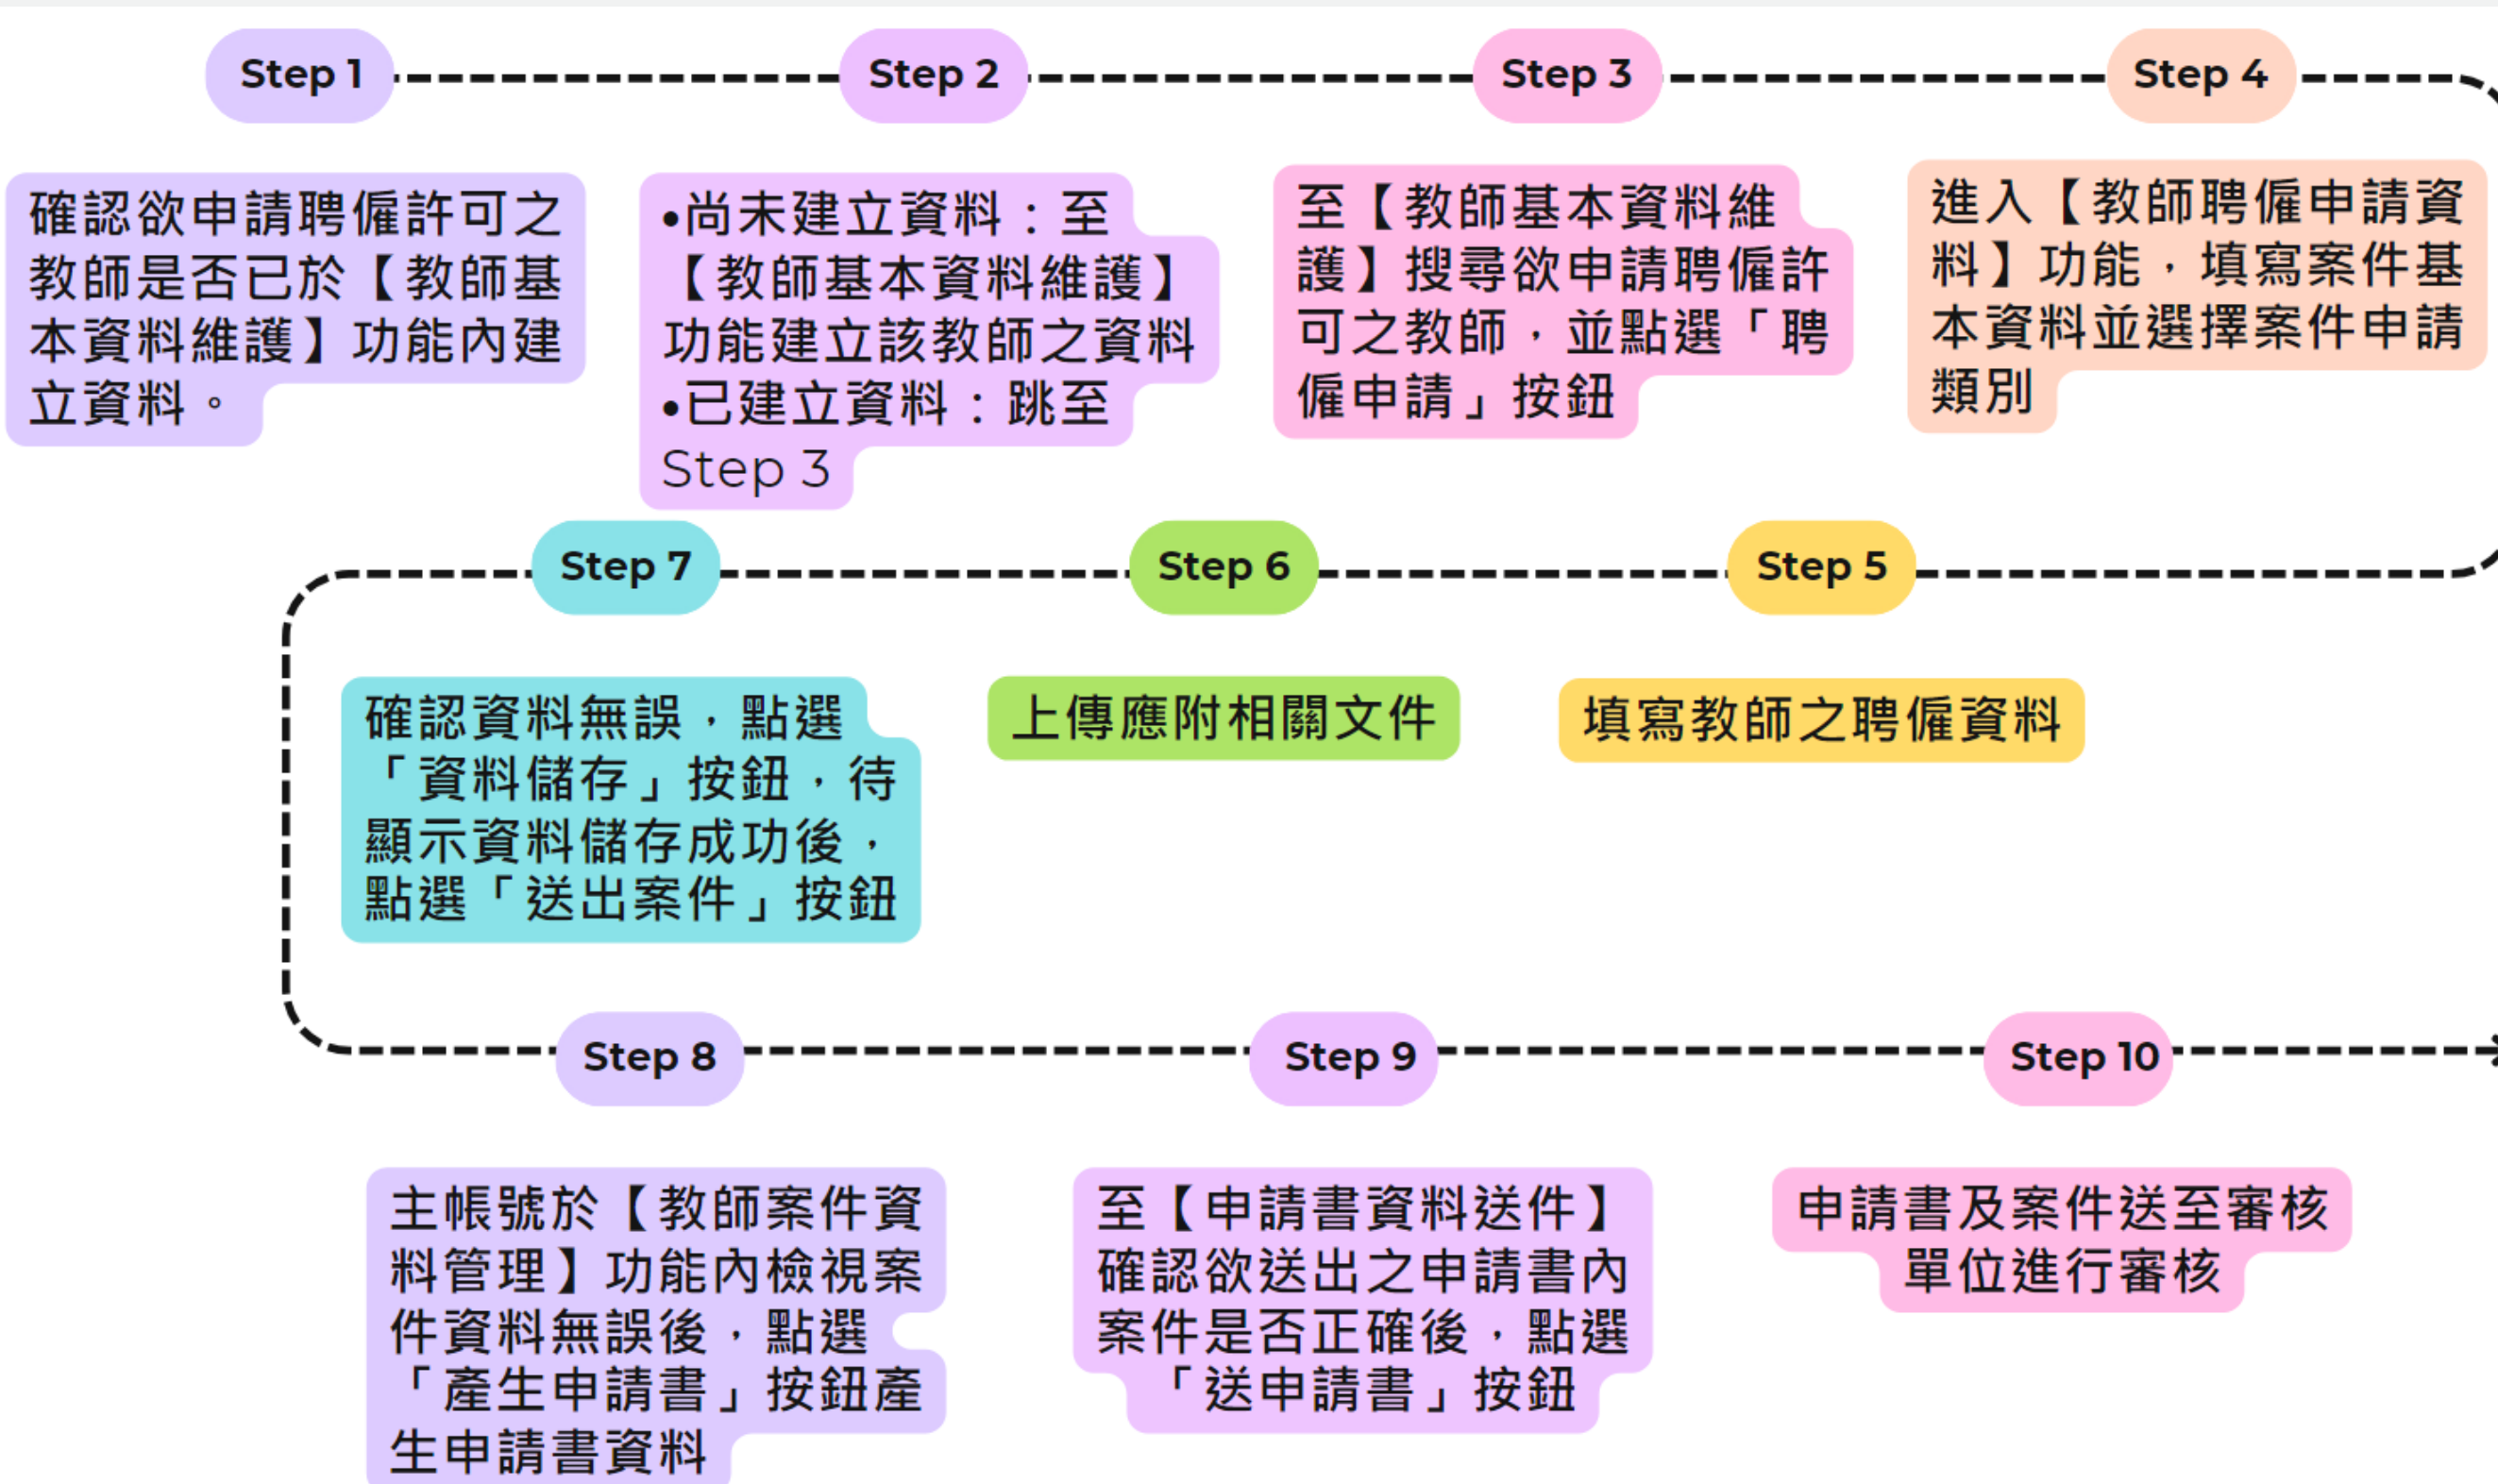 Step 1
確認欲申請聘僱許可之
教師是否已於【教師基
本資料維護】功能內建
立資料。
Step 2
•尚未建立資料：至
【教師基本資料維護】
功能建立該教師之資料
•已建立資料：跳至
Step 3
Step 3
至【教師基本資料維
護】搜尋欲申請聘僱許
可之教師，並點選「聘
僱申請」按鈕
Step 4
進入【教師聘僱申請資
料】功能，填寫案件基
本資料並選擇案件申請
類別
Step 5
填寫教師之聘僱資料
Step 6
上傳應附相關文件
Step 7
確認資料無誤，點選
「資料儲存」按鈕，待
顯示資料儲存成功後，
點選「送出案件」按鈕
Step 8
主帳號於【教師案件資
料管理】功能內檢視案
件資料無誤後，點選
「產生申請書」按鈕產
生申請書資料
Step 9
至【申請書資料送件】
確認欲送出之申請書內
案件是否正確後，點選
「送申請書」按鈕
Step 10
申請書及案件送至審核
單位進行審核